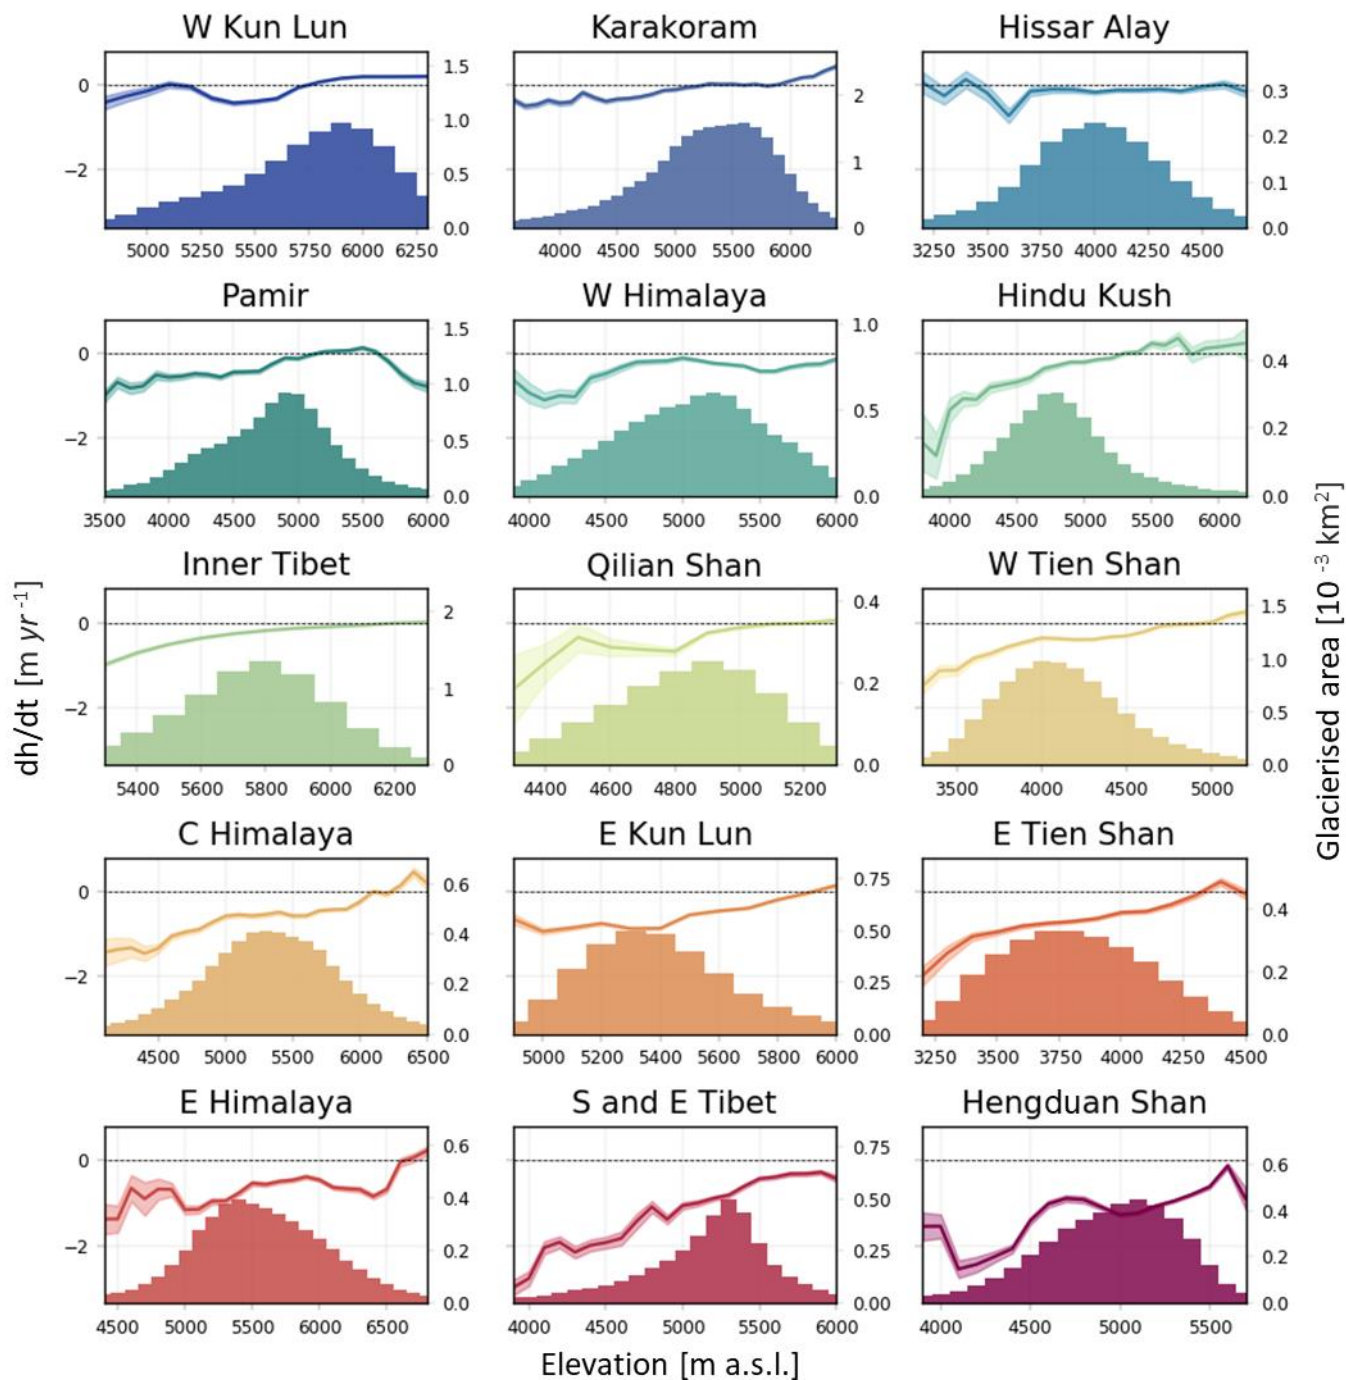 W Kun Lun Karakoram Hissar Alay
0 1.5 2 0.3
1.0 0.2
−2 0.5 1 0.1
0.0 0 0.0
5000 5250 5500 5750 6000 6250 4000 4500 5000 5500 6000 3250 3500 3750 4000 4250 4500
Pamir W Himalaya Hindu Kush
0 1.5 1.0 0.4
1.0 0.5
−2 0.5 0.2
0.0 0.0 0.0
3500 4000 4500 5000 5500 6000 4000 4500 5000 5500 6000 4000 4500 5000 5500 6000
Inner Tibet Qilian Shan W Tien Shan
0 2 0.4 1.5
1 0.2 1.0
−2 0.5
0 0.0 0.0
5400 5600 5800 6000 6200 4400 4600 4800 5000 5200 3500 4000 4500 5000
C Himalaya E Kun Lun E Tien Shan
0 0.6 0.75 0.4
0.4 0.50
−2 0.2 0.25 0.2
0.0 0.00 0.0
4500 5000 5500 6000 6500 5000 5200 5400 5600 5800 6000 3250 3500 3750 4000 4250 4500
E Himalaya S and E Tibet Hengduan Shan
0 0.6 0.75 0.6
0.4 0.50 0.4
−2 0.2 0.25 0.2
0.0 0.00 0.0
4500 5000 5500 6000 6500 4000 4500 5000 5500 6000 4000 4500 5000 5500
dh/dt [m yr⁻¹]
Glacierised area [10⁻³ km²]
Elevation [m a.s.l.]